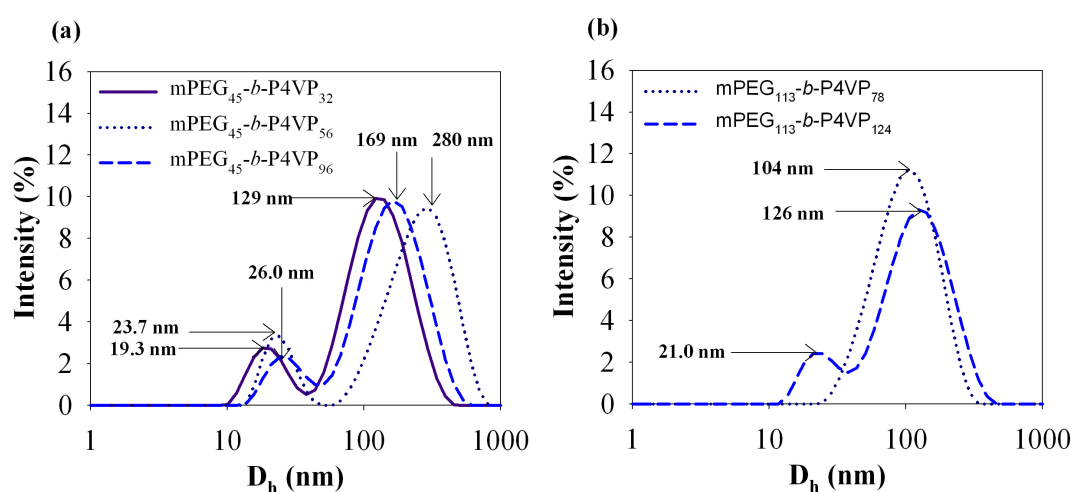 (a)
16
14
12
10
8
6
4
2
0
Intensity (%)
mPEG45-b-P4VP32
mPEG45-b-P4VP56
mPEG45-b-P4VP96
169 nm
280 nm
129 nm
26.0 nm
23.7 nm
19.3 nm
1
10
100
1000
Dh (nm)
(b)
16
14
12
10
8
6
4
2
0
Intensity (%)
mPEG113-b-P4VP78
mPEG113-b-P4VP124
104 nm
126 nm
21.0 nm
1
10
100
1000
Dh (nm)